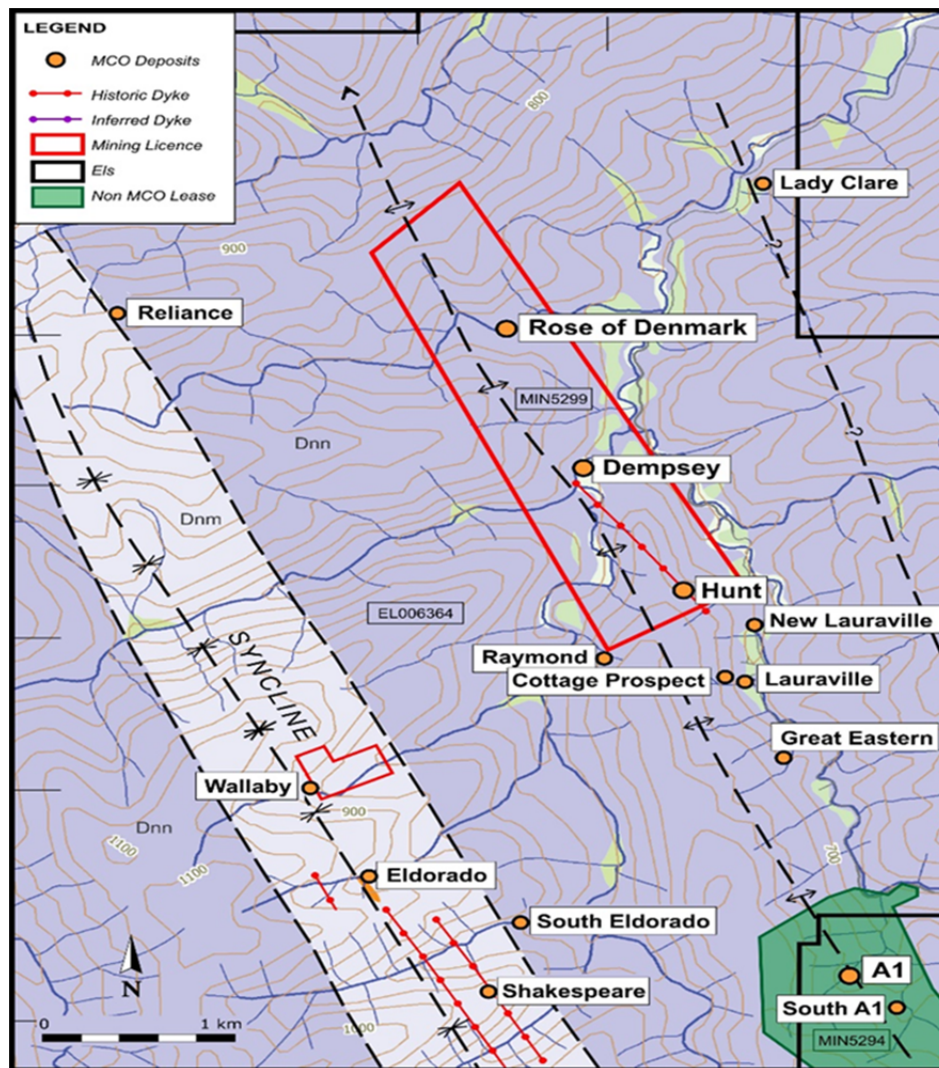 LEGEND
MCO Deposits
Historic Dyke
Inferred Dyke
Mining Licence
Els
Non MCO Lease
800
Lady Clare
?
900
Reliance
Rose of Denmark
MIN5299
?
Dnn
Dempsey
Dnm
Hunt
EL006364
New Lauraville
SYNCLINE
Raymond
Cottage Prospect
Lauraville
Great Eastern
Wallaby
900
Dnn
1100
700
1100
Eldorado
South Eldorado
A1
N
Shakespeare
South A1
0 1 km
1000
MIN5294